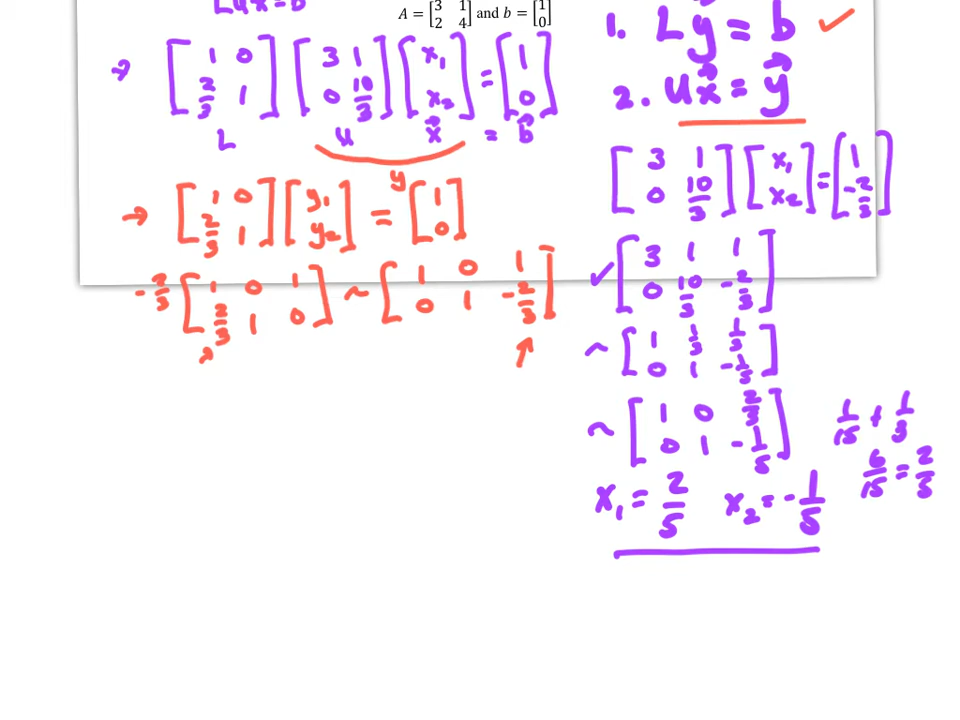 LUx = b
A = [3 1; 2 4] and b = [1; 0]
→ [1 0; 2/3 1] [3 1; 0 10/3] [x₁; x₂] = [1; 0]
L U x⃗ = b⃗
y
→ [1 0; 2/3 1] [y₁; y₂] = [1; 0]
-2/3 [1 0 1; 2/3 1 0] ~ [1 0 1; 0 1 -2/3]
1. Ly⃗ = b⃗ ✓
2. Ux⃗ = y⃗
[3 1; 0 10/3] [x₁; x₂] = [1; -2/3]
✓ [3 1 1; 0 10/3 -2/3]
~ [1 1/3 1/3; 0 1 -1/5]
~ [1 0 2/5; 0 1 -1/5]
x₁ = 2/5 x₂ = -1/5
1/15 + 1/3
6/15 = 2/5